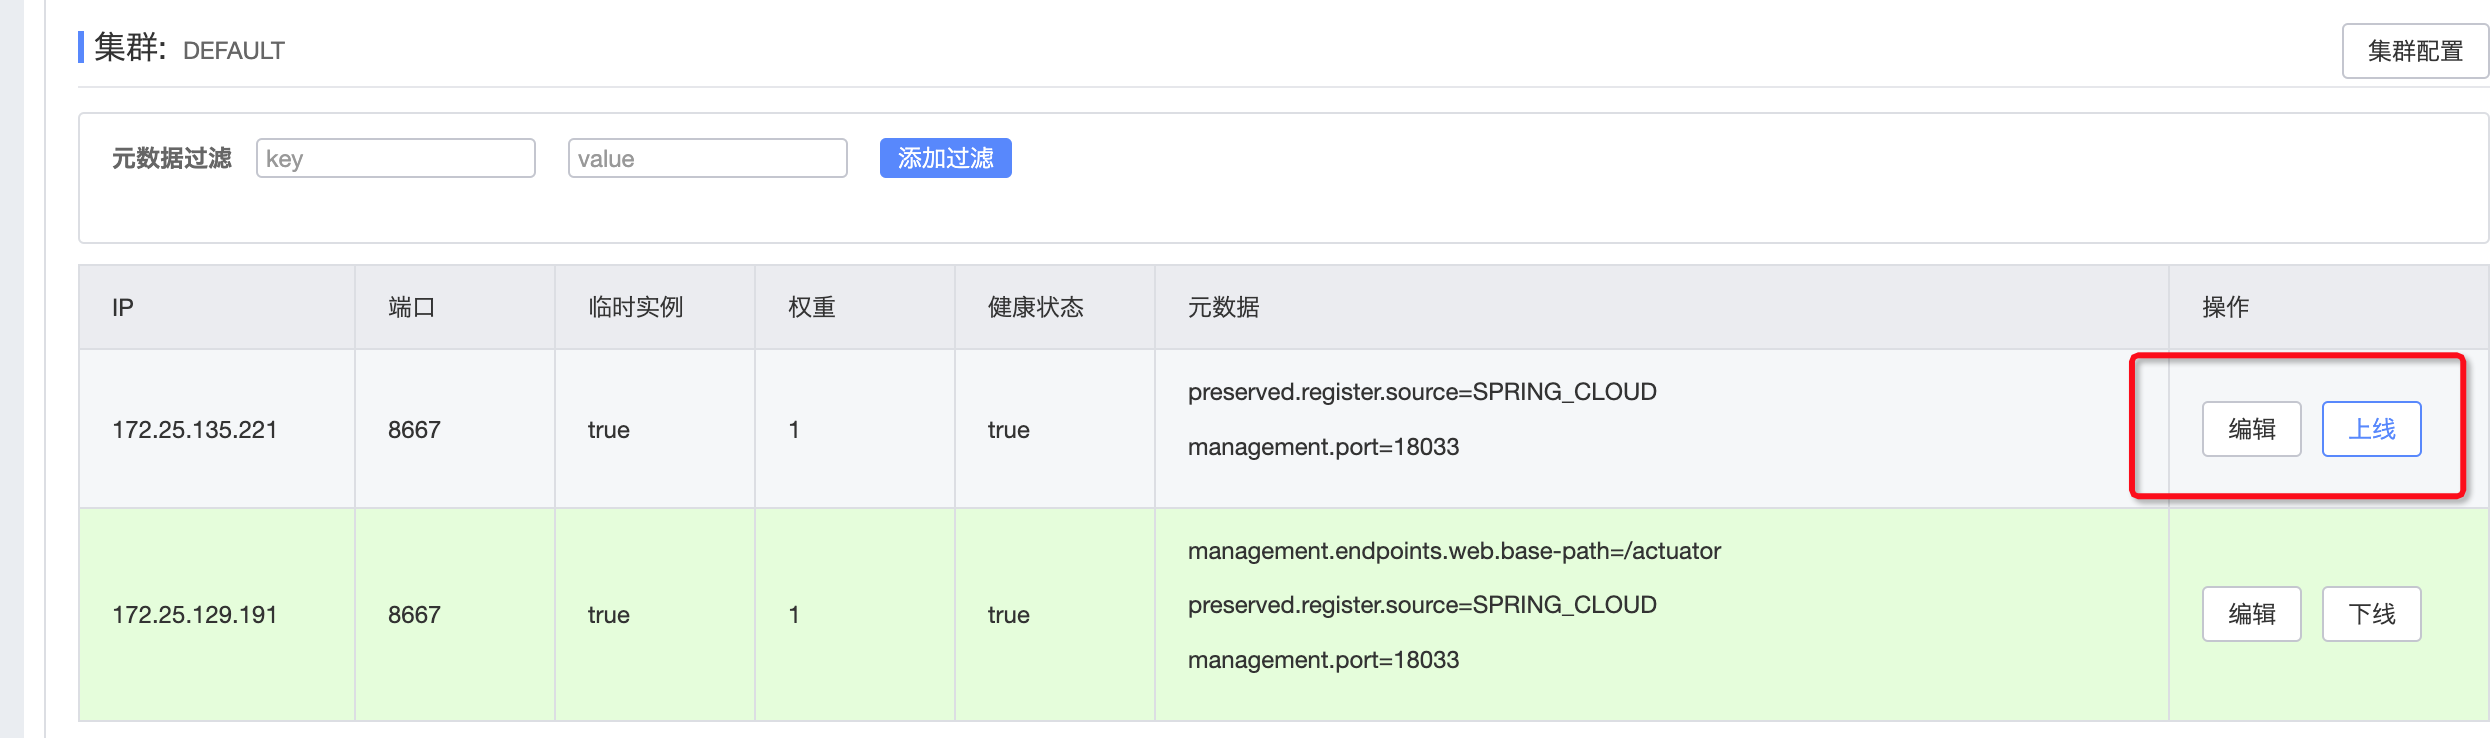 集群: DEFAULT
集群配置
元数据过滤 key value 添加过滤
IP 端口 临时实例 权重 健康状态 元数据 操作
172.25.135.221 8667 true 1 true
preserved.register.source=SPRING_CLOUD
management.port=18033
编辑 上线
172.25.129.191 8667 true 1 true
management.endpoints.web.base-path=/actuator
preserved.register.source=SPRING_CLOUD
management.port=18033
编辑 下线